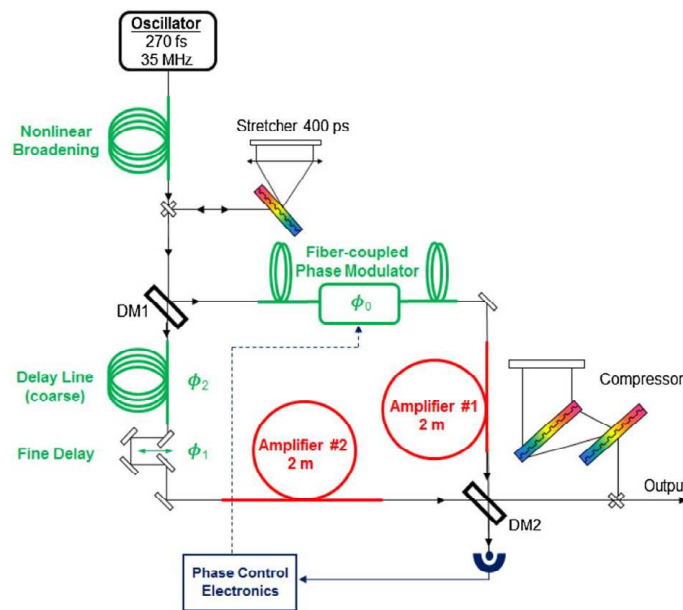 Oscillator
270 fs
35 MHz
Nonlinear
Broadening
Stretcher 400 ps
Fiber-coupled
Phase Modulator
ϕ0
DM1
Delay Line
(coarse)
ϕ2
Fine Delay
ϕ1
Amplifier #1
2 m
Compressor
Amplifier #2
2 m
Output
DM2
Phase Control
Electronics